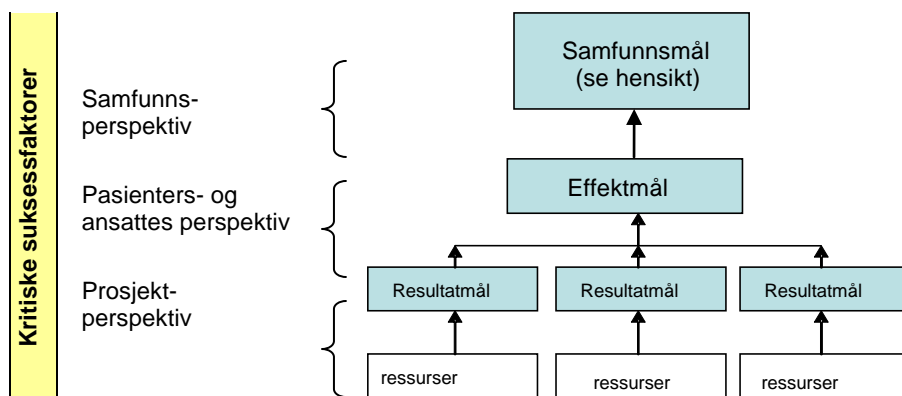 Kritiske suksessfaktorer
Samfunns-
perspektiv
Pasienters- og
ansattes perspektiv
Prosjekt-
perspektiv
Samfunnsmål
(se hensikt)
Effektmål
Resultatmål
Resultatmål
Resultatmål
ressurser
ressurser
ressurser